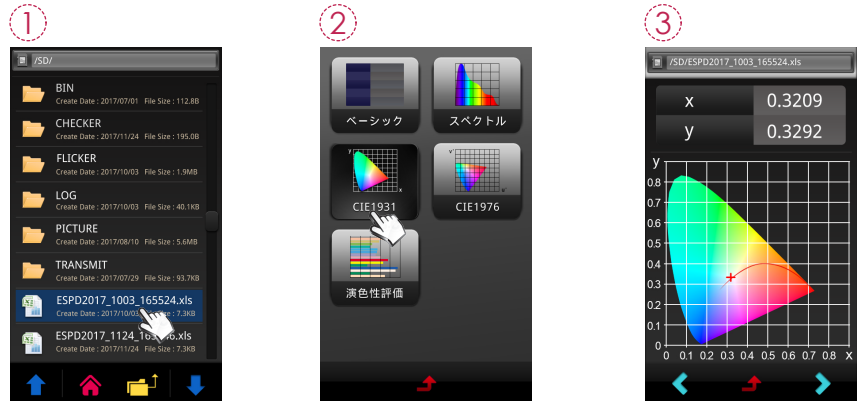 1
/SD/
BIN
Create Date : 2017/07/01 File Size : 112.8B
CHECKER
Create Date : 2017/11/24 File Size : 195.0B
FLICKER
Create Date : 2017/10/03 File Size : 1.9MB
LOG
Create Date : 2017/10/03 File Size : 40.1KB
PICTURE
Create Date : 2017/08/10 File Size : 5.6MB
TRANSMIT
Create Date : 2017/07/29 File Size : 93.7KB
ESPD2017_1003_165524.xls
Create Date : 2017/10/03 Size : 7.3KB
ESPD2017_1124_16 46.xls
Create Date : 2017/11/24 File Size : 7.3KB
2
ベーシック
スペクトル
y
x
CIE1931
v'
u'
CIE1976
演色性評価
3
/SD/ESPD2017_1003_165524.xls
x 0.3209
y 0.3292
y
0.8
0.7
0.6
0.5
0.4
0.3
0.2
0.1
0
0 0.1 0.2 0.3 0.4 0.5 0.6 0.7 0.8 x